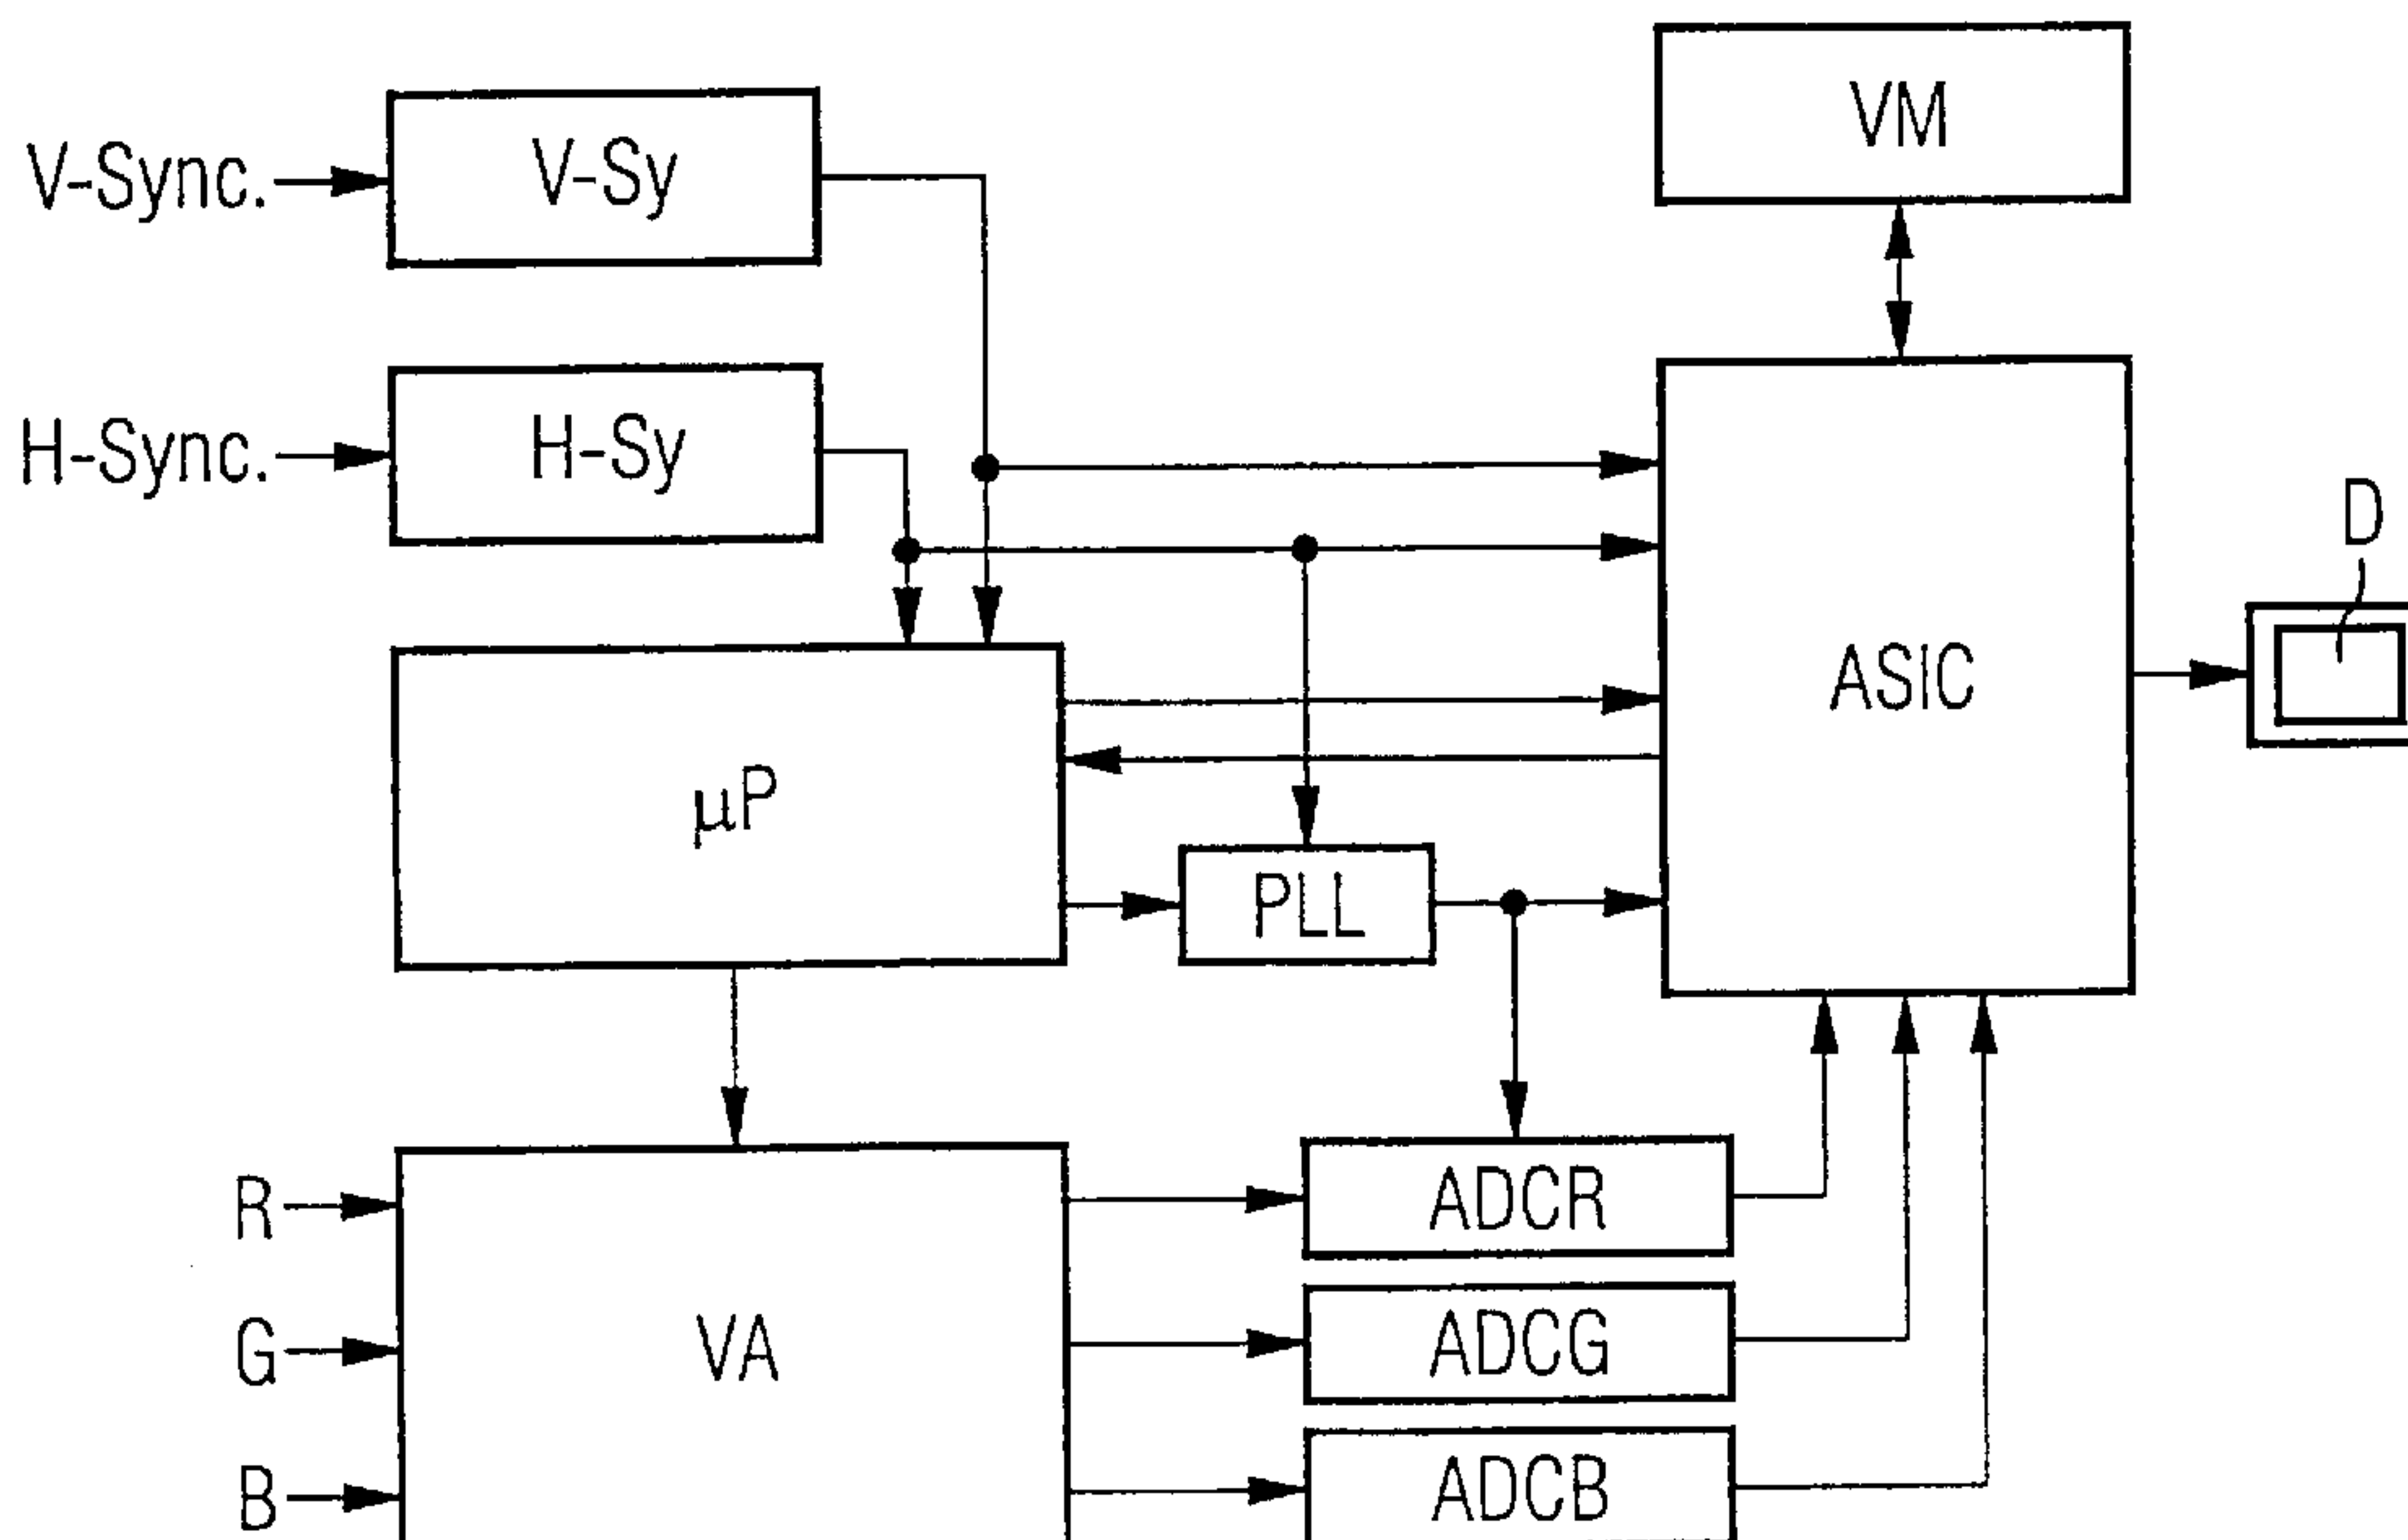 VM
V-Sync.
V-Sy
H-Sync.
H-Sy
D
ASIC
µP
PLL
R
ADCR
G
VA
ADCG
B
ADCB